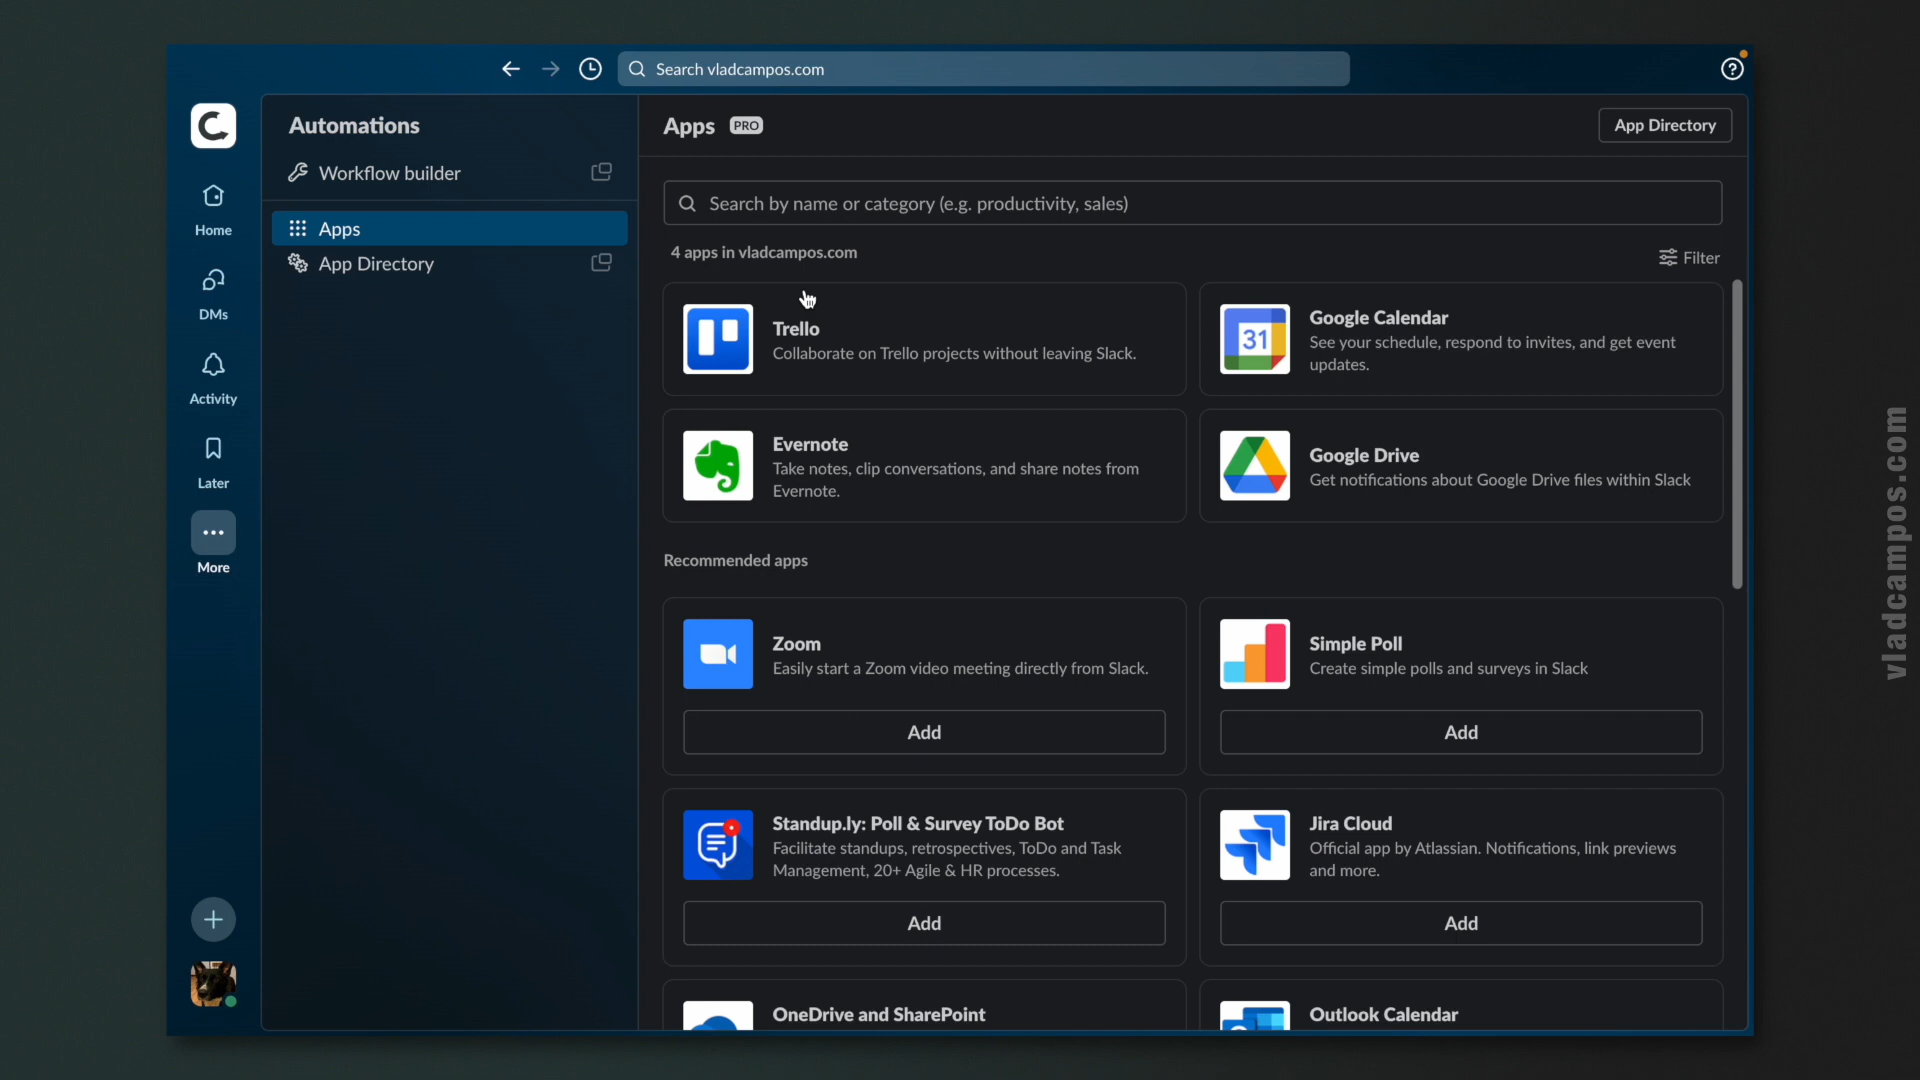 Search vladcampos.com
Automations
Workflow builder
Apps
App Directory
Home
DMs
Activity
Later
More
Apps PRO
App Directory
Search by name or category (e.g. productivity, sales)
4 apps in vladcampos.com
Filter
Trello
Collaborate on Trello projects without leaving Slack.
31
Google Calendar
See your schedule, respond to invites, and get event
updates.
Evernote
Take notes, clip conversations, and share notes from
Evernote.
Google Drive
Get notifications about Google Drive files within Slack
Recommended apps
Zoom
Easily start a Zoom video meeting directly from Slack.
Add
Simple Poll
Create simple polls and surveys in Slack
Add
Standup.ly: Poll & Survey ToDo Bot
Facilitate standups, retrospectives, ToDo and Task
Management, 20+ Agile & HR processes.
Add
Jira Cloud
Official app by Atlassian. Notifications, link previews
and more.
Add
OneDrive and SharePoint
Outlook Calendar
vladcampos.com